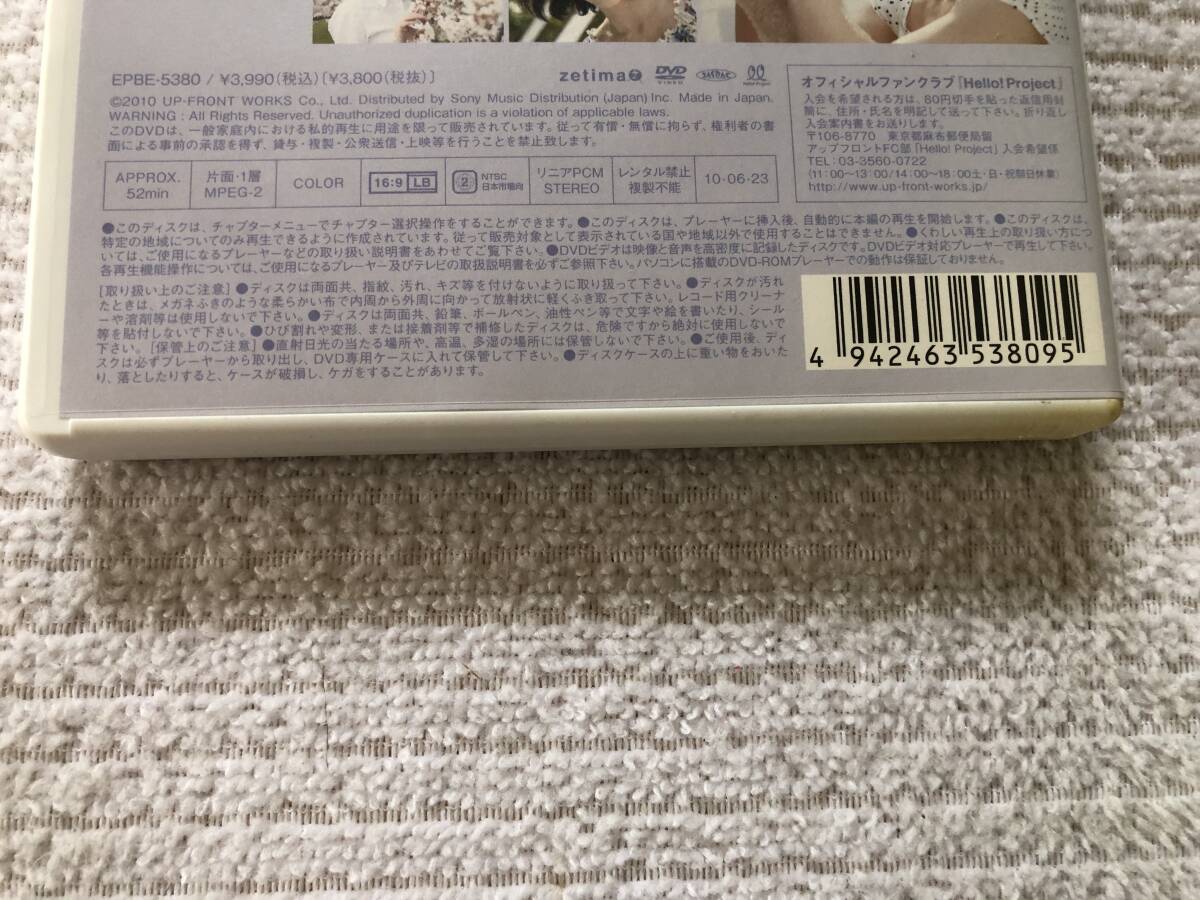 EPBE-5380 / ¥3,990(税込)[¥3,800(税抜)]
zetima DVD VIDEO JASRAC Hello! Project
©2010 UP-FRONT WORKS Co., Ltd. Distributed by Sony Music Distribution (Japan) Inc. Made in Japan.
WARNING : All Rights Reserved. Unauthorized duplication is a violation of applicable laws.
このDVDは、一般家庭内における私的再生に用途を限って販売されています。従って有償・無償に拘らず、権利者の書
面による事前の承認を得ず、貸与・複製・公衆送信・上映等を行うことを禁止致します。
オフィシャルファンクラブ「Hello! Project」
入会を希望される方は、80円切手を貼った返信用封
筒に、住所・氏名を明記して送って下さい。折り返し
入会案内書をお送りします。
〒106-8770 東京都麻布郵便局留
アップフロントFC部「Hello! Project」入会希望係
TEL:03-3560-0722
(11:00〜13:00/14:00〜18:00土・日・祝祭日休業)
http://www.up-front-works.jp/
APPROX. 52min
片面・1層 MPEG-2
COLOR
16:9 LB
2 NTSC 日本市場向
リニアPCM STEREO
レンタル禁止 複製不能
10・06・23
●このディスクは、チャプターメニューでチャプター選択操作をすることができます。●このディスクは、プレーヤーに挿入後、自動的に本編の再生を開始します。●このディスクは、
特定の地域についてのみ再生できるように作成されています。従って販売対象として表示されている国や地域以外で使用することはできません。●くわしい再生上の取り扱い方につ
いては、ご使用になるプレーヤーなどの取り扱い説明書をあわせてご覧下さい。●DVDビデオは映像と音声を高密度に記録したディスクです。DVDビデオ対応プレーヤーで再生して下さい。
各再生機能操作については、ご使用になるプレーヤー及びテレビの取扱説明書を必ずご参照下さい。パソコンに搭載のDVD-ROMプレーヤーでの動作は保証しておりません。
[取り扱い上のご注意]●ディスクは両面共、指紋、汚れ、キズ等を付けないように取り扱って下さい。●ディスクが汚れ
たときは、メガネふきのような柔らかい布で内周から外周に向かって放射状に軽くふき取って下さい。レコード用クリーナ
ーや溶剤等は使用しないで下さい。●ディスクは両面共、鉛筆、ボールペン、油性ペン等で文字や絵を書いたり、シール
等を貼付しないで下さい。●ひび割れや変形、または接着剤等で補修したディスクは、危険ですから絶対に使用しない
で下さい。[保管上のご注意]●直射日光の当たる場所や、高温、多湿の場所には保管しないで下さい。●ご使用後、ディ
スクは必ずプレーヤーから取り出し、DVD専用ケースに入れて保管して下さい。●ディスクケースの上に重い物をおいた
り、落としたりすると、ケースが破損し、ケガをすることがあります。
4 942463 538095